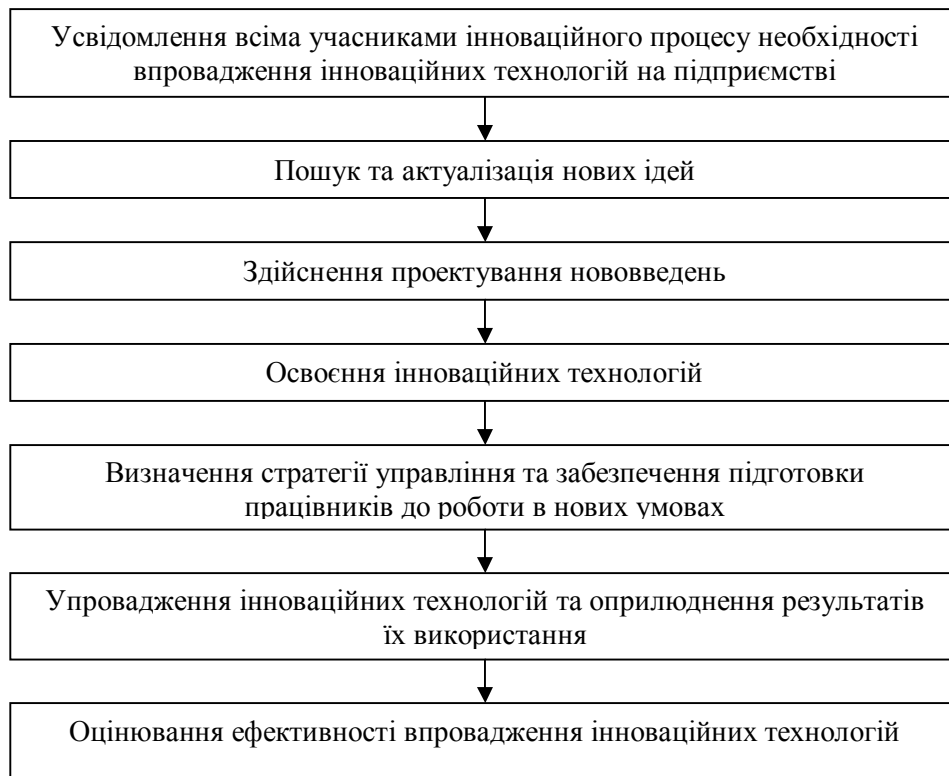 Усвідомлення всіма учасниками інноваційного процесу необхідності
впровадження інноваційних технологій на підприємстві
Пошук та актуалізація нових ідей
Здійснення проектування нововведень
Освоєння інноваційних технологій
Визначення стратегії управління та забезпечення підготовки
працівників до роботи в нових умовах
Упровадження інноваційних технологій та оприлюднення результатів
їх використання
Оцінювання ефективності впровадження інноваційних технологій